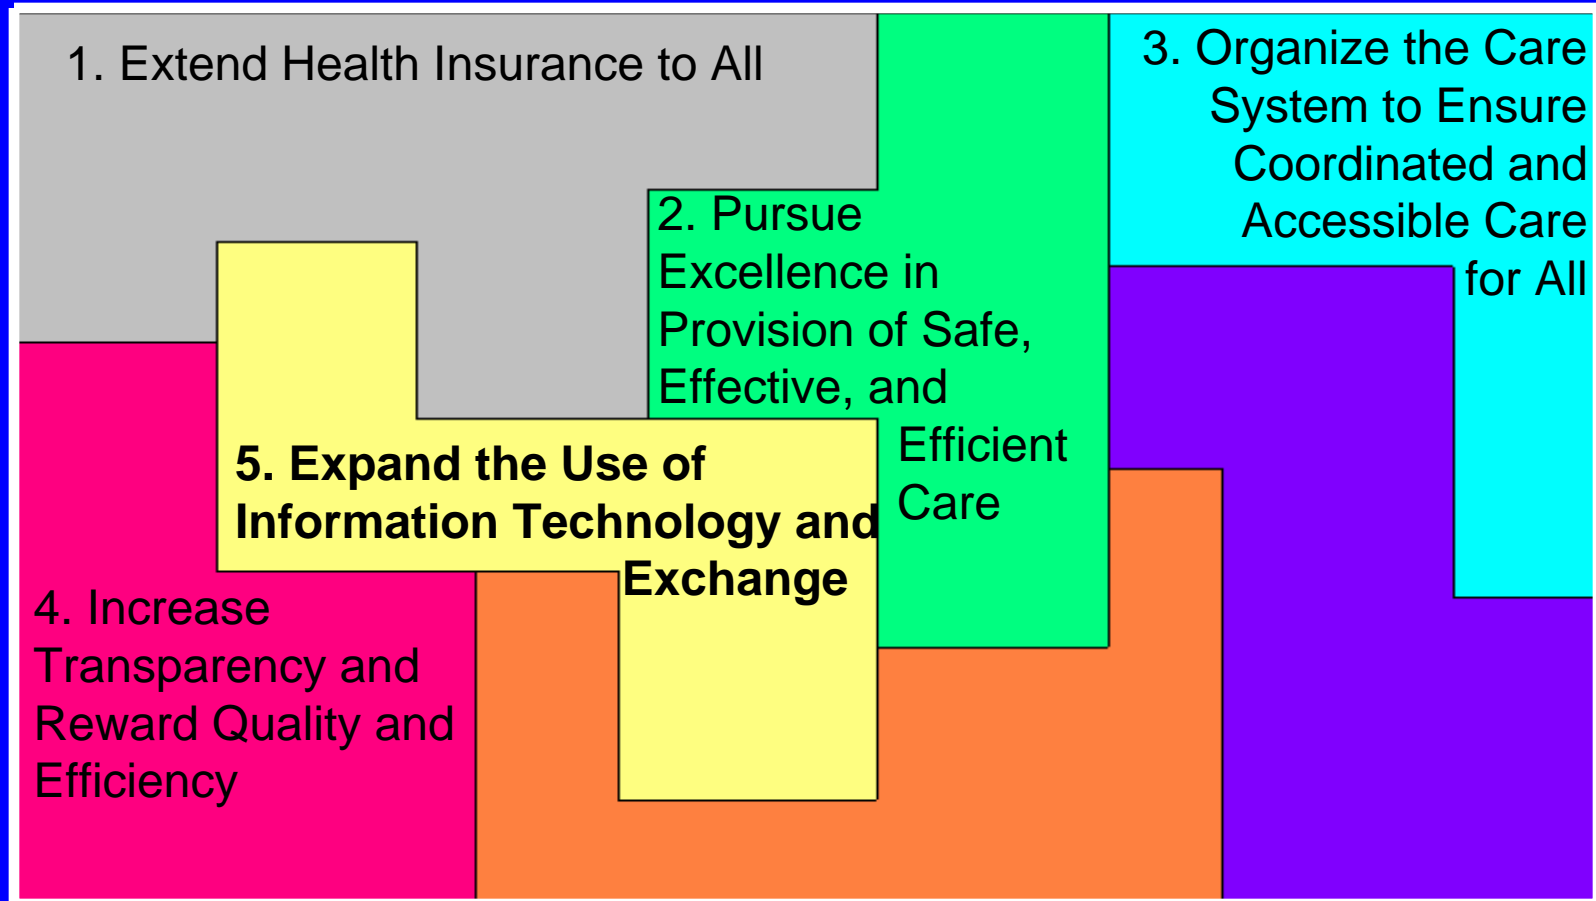 1. Extend Health Insurance to All
2. Pursue
Excellence in
Provision of Safe,
Effective, and
Efficient
Care
3. Organize the Care
System to Ensure
Coordinated and
Accessible Care
for All
4. Increase
Transparency and
Reward Quality and
Efficiency
5. Expand the Use of
Information Technology and
Exchange